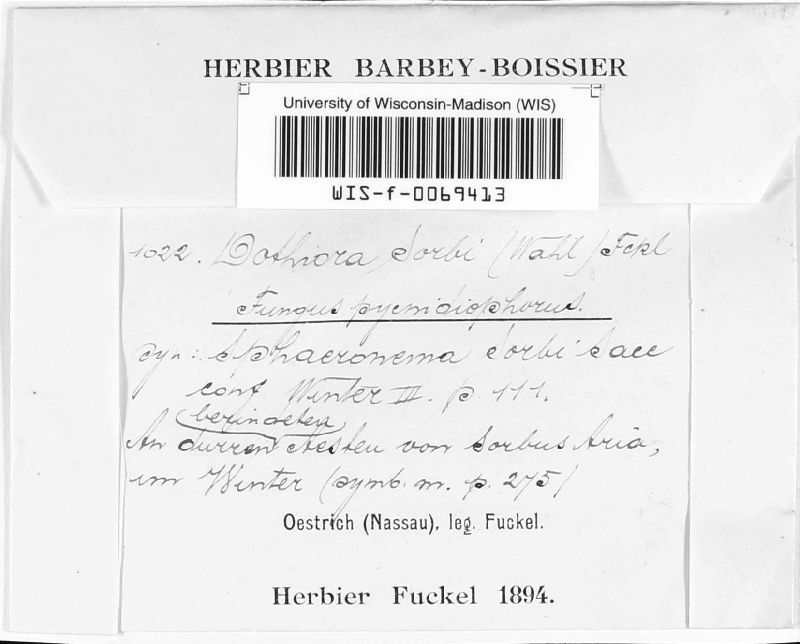 HERBIER BARBEY-BOISSIER
University of Wisconsin-Madison (WIS)
WIS-f-0069413
1022. Dothiora Sorbi (Wahl) Fckl
Fungus pycnidiophorus.
syn: Sphaeronema Sorbi Sacc
conf Winter II. p. 111.
An dürren Aesten von Sorbus Aria,
im Winter (symb. m. p. 275)
Oestrich (Nassau), leg. Fuckel.
Herbier Fuckel 1894.